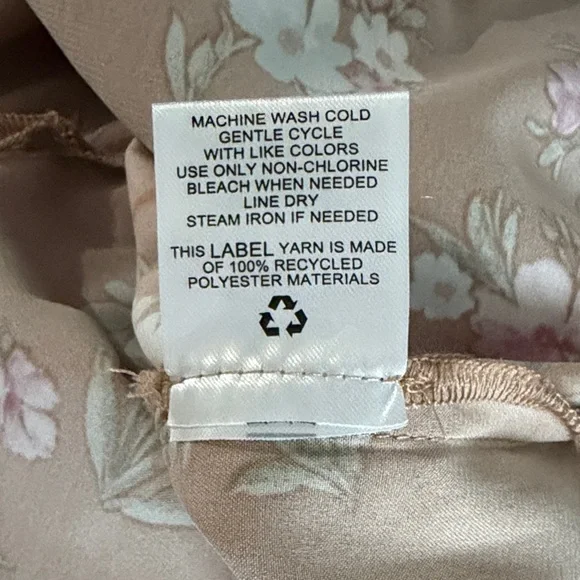 MACHINE WASH COLD
GENTLE CYCLE
WITH LIKE COLORS
USE ONLY NON-CHLORINE
BLEACH WHEN NEEDED
LINE DRY
STEAM IRON IF NEEDED
THIS LABEL YARN IS MADE
OF 100% RECYCLED
POLYESTER MATERIALS